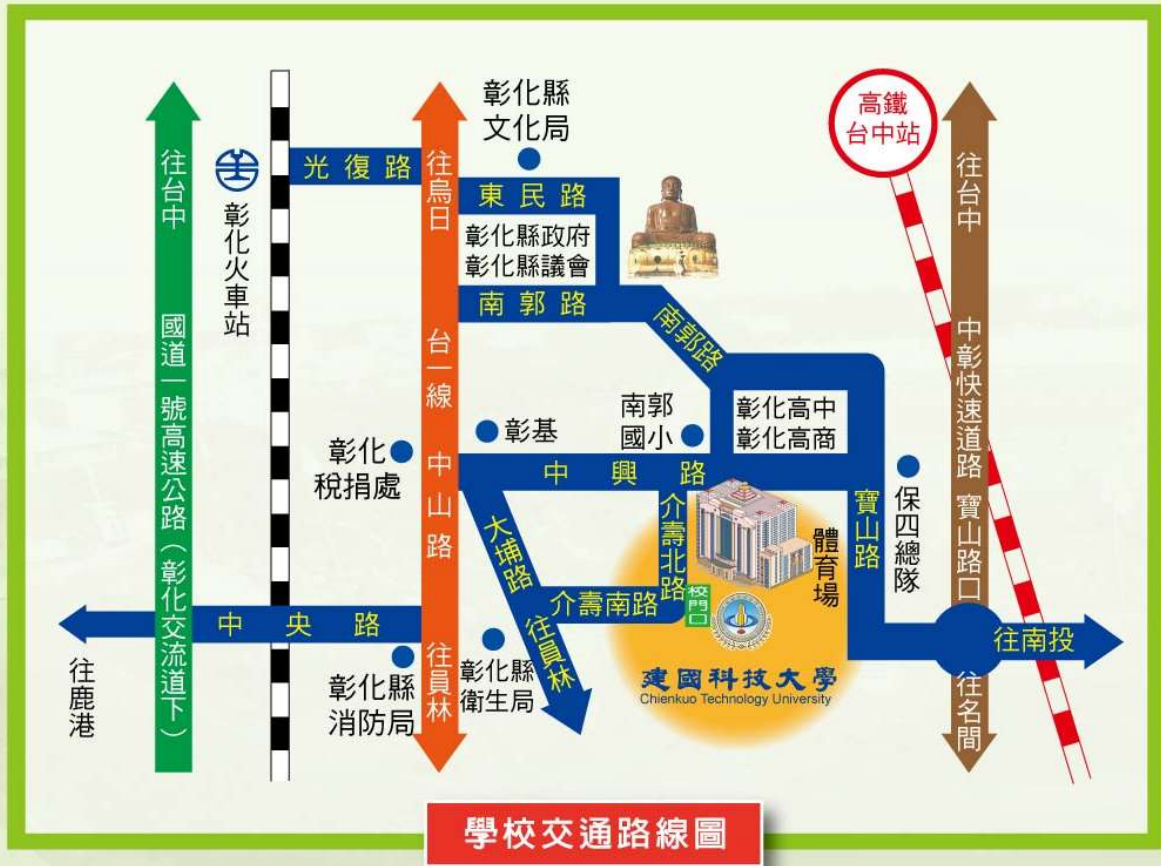 彰化縣
文化局
高鐵
台中站
往台中
彰化火車站
光復路
往烏日
東民路
往台中
彰化縣政府
彰化縣議會
南郭路
南郭路
國道一號高速公路（彰化交流道下）
台一線
中山路
中彰快速道路
寶山路口
彰基
南郭
國小
彰化高中
彰化高商
彰化
稅捐處
中興路
大埔路
介壽北路
體育場
寶山路
保四總隊
介壽南路
校門口
中央路
往員林
往員林
往南投
往鹿港
彰化縣
消防局
彰化縣
衛生局
建國科技大學
Chienkuo Technology University
往名間
學校交通路線圖